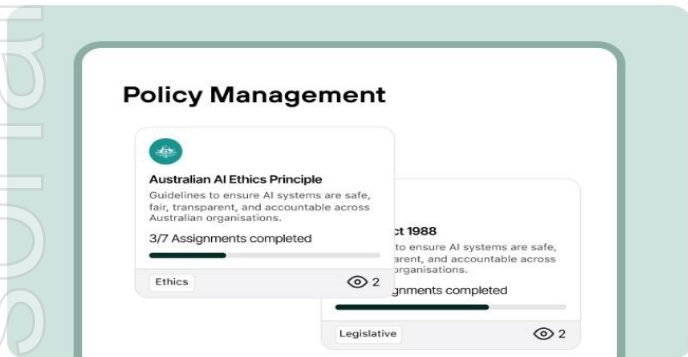 Policy Management
Australian AI Ethics Principle
Guidelines to ensure AI systems are safe,
fair, transparent, and accountable across
Australian organisations.
3/7 Assignments completed
Ethics
2
ct 1988
to ensure AI systems are safe,
arent, and accountable across
organisations.
gnments completed
Legislative
2